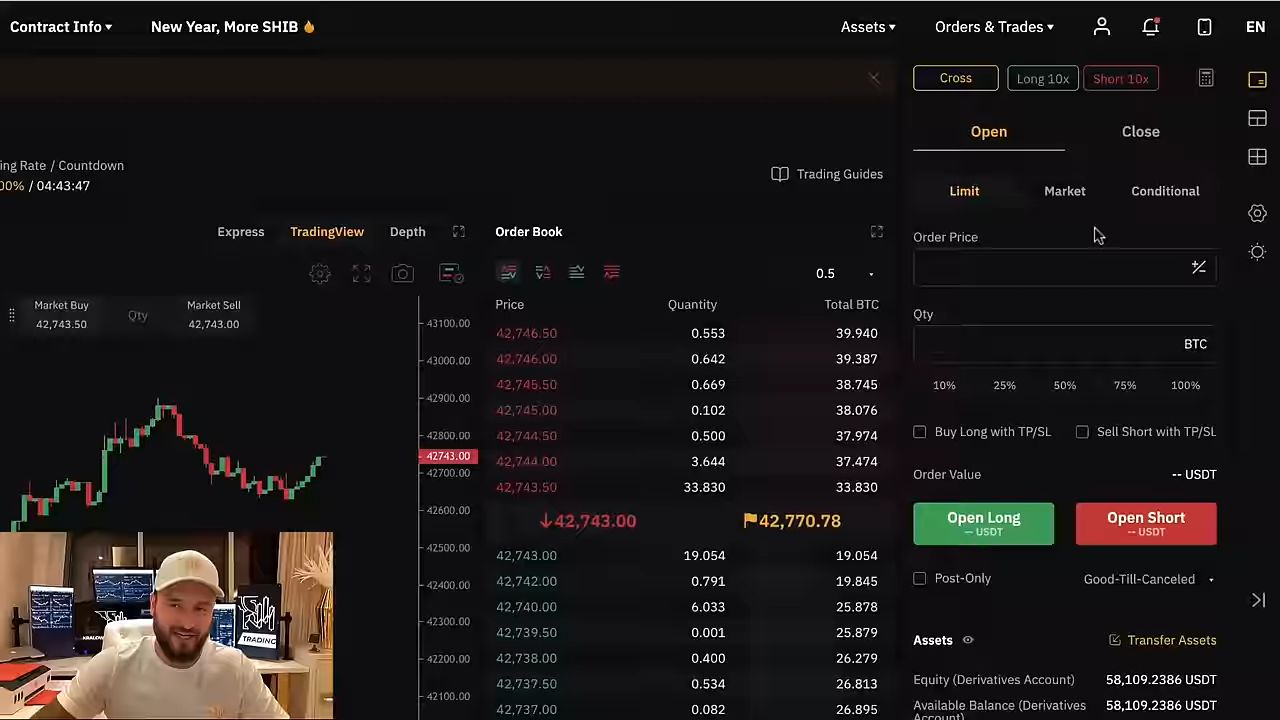 Contract Info
New Year, More SHIB
Assets
Orders & Trades
EN
ing Rate / Countdown
00% / 04:43:47
Trading Guides
Express
TradingView
Depth
Market Buy
42,743.50
Qty
Market Sell
42,743.00
43100.00
43000.00
42900.00
42800.00
42743.00
42700.00
42600.00
42500.00
42400.00
42300.00
42200.00
42100.00
Order Book
0.5
Price Quantity Total BTC
42,746.50 0.553 39.940
42,746.00 0.642 39.387
42,745.50 0.669 38.745
42,745.00 0.102 38.076
42,744.50 0.500 37.974
42,744.00 3.644 37.474
42,743.50 33.830 33.830
42,743.00 42,770.78
42,743.00 19.054 19.054
42,742.00 0.791 19.845
42,740.00 6.033 25.878
42,739.50 0.001 25.879
42,738.00 0.400 26.279
42,737.50 0.534 26.813
42,737.00 0.082 26.895
Cross
Long 10x
Short 10x
Open
Close
Limit
Market
Conditional
Order Price
Qty
BTC
10% 25% 50% 75% 100%
Buy Long with TP/SL
Sell Short with TP/SL
Order Value
-- USDT
Open Long
-- USDT
Open Short
-- USDT
Post-Only
Good-Till-Canceled
Assets
Transfer Assets
Equity (Derivatives Account)
58,109.2386 USDT
Available Balance (Derivatives
Account)
58,109.2386 USDT
TRADING